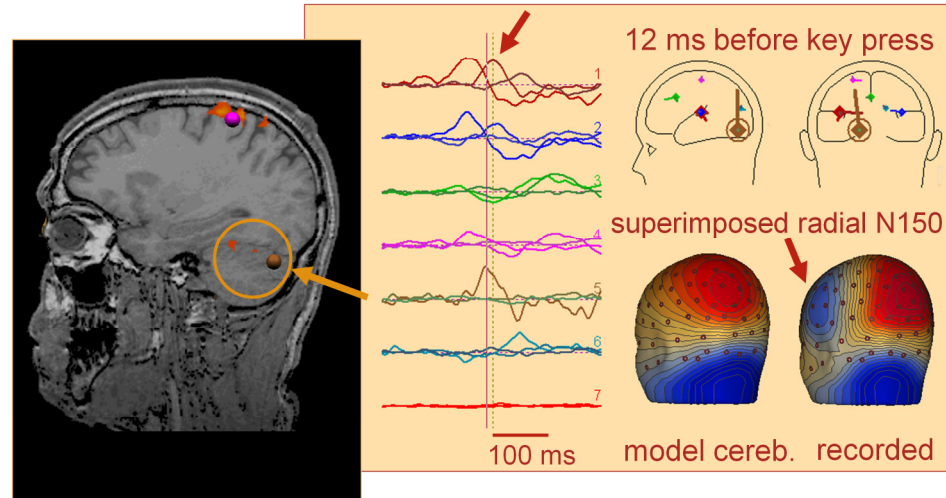 12 ms before key press
1
2
3
4
5
6
7
100 ms
superimposed radial N150
model cereb.
recorded